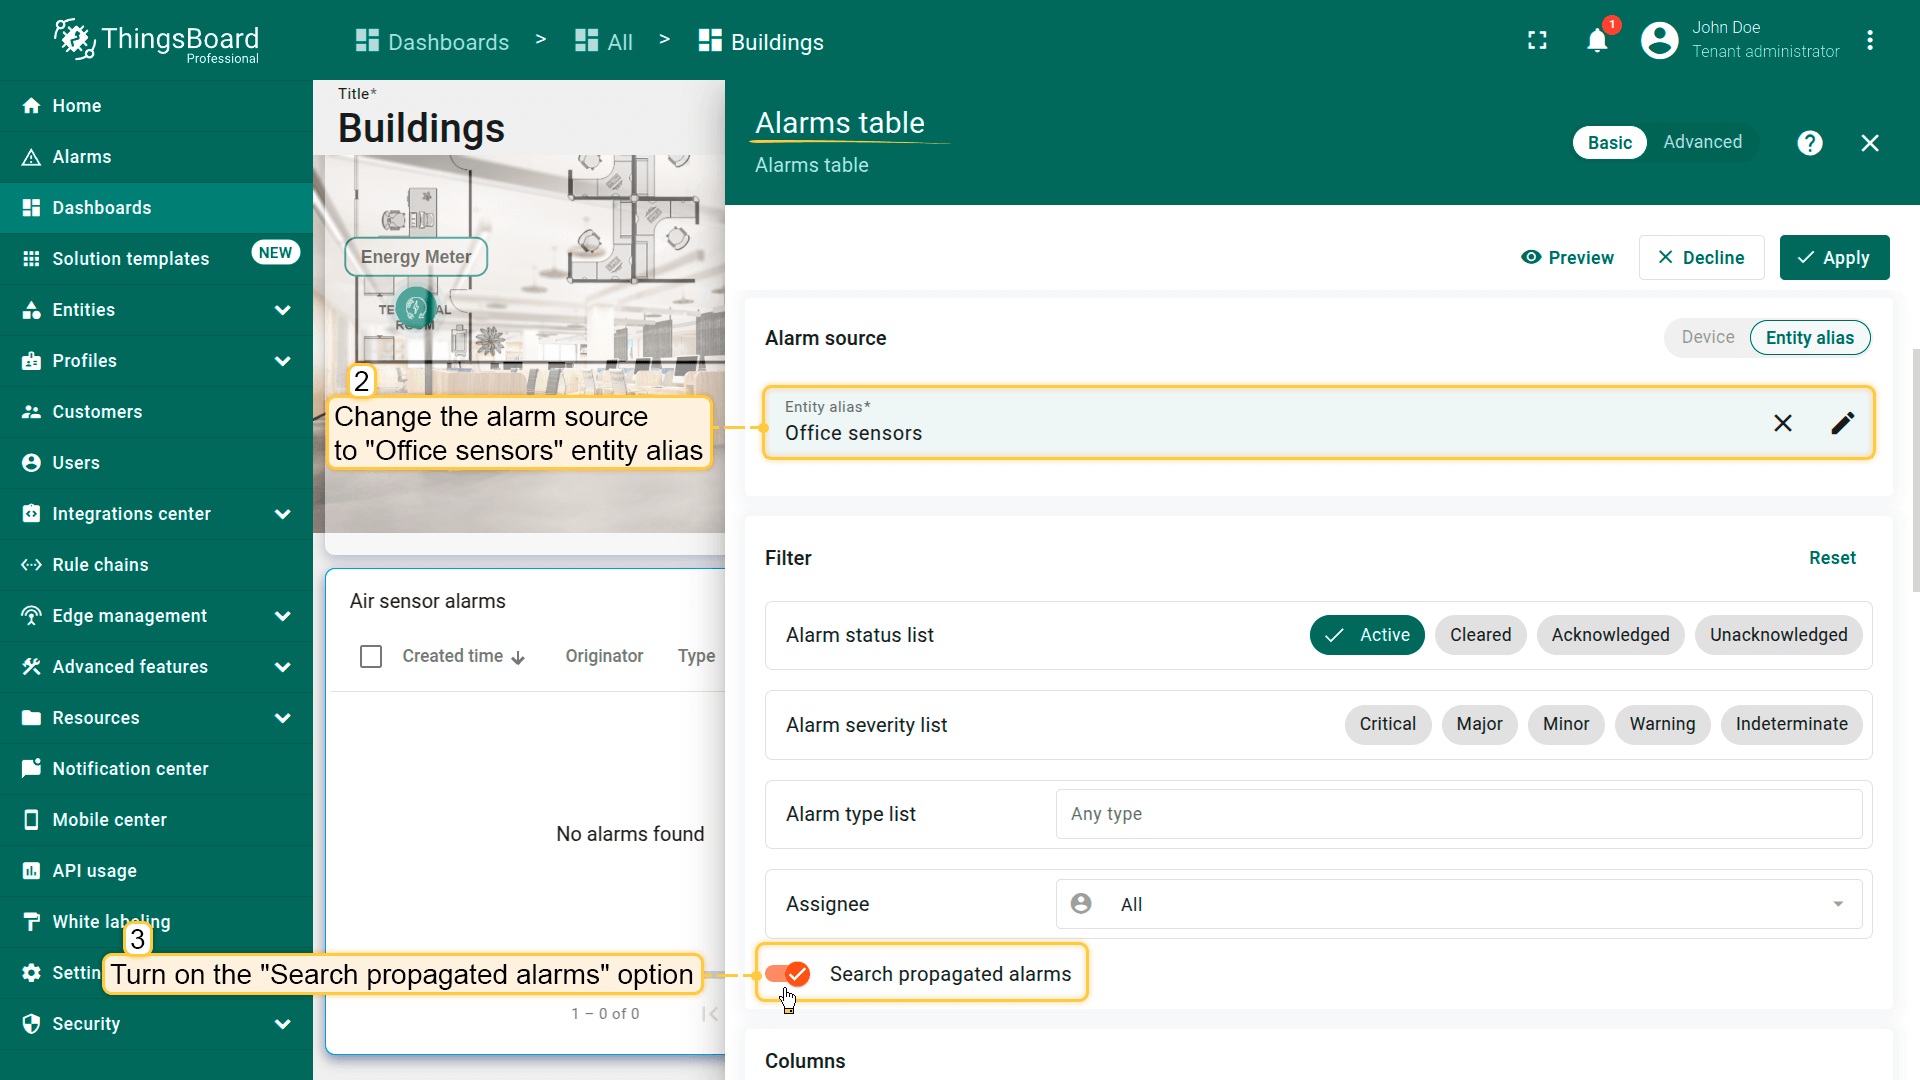 ThingsBoard
Professional
Dashboards > All > Buildings
1
John Doe
Tenant administrator
Home
Alarms
Dashboards
Solution templates
NEW
Entities
Profiles
Customers
Users
Integrations center
Rule chains
Edge management
Advanced features
Resources
Notification center
Mobile center
API usage
White labeling
Settin
Security
Title*
Buildings
Energy Meter
2
Change the alarm source
to "Office sensors" entity alias
Air sensor alarms
Created time
Originator
Type
No alarms found
1 – 0 of 0
3
Turn on the "Search propagated alarms" option
Alarms table
Alarms table
Basic
Advanced
Preview
Decline
Apply
Alarm source
Device
Entity alias
Entity alias*
Office sensors
Filter
Reset
Alarm status list
Active
Cleared
Acknowledged
Unacknowledged
Alarm severity list
Critical
Major
Minor
Warning
Indeterminate
Alarm type list
Any type
Assignee
All
Search propagated alarms
Columns